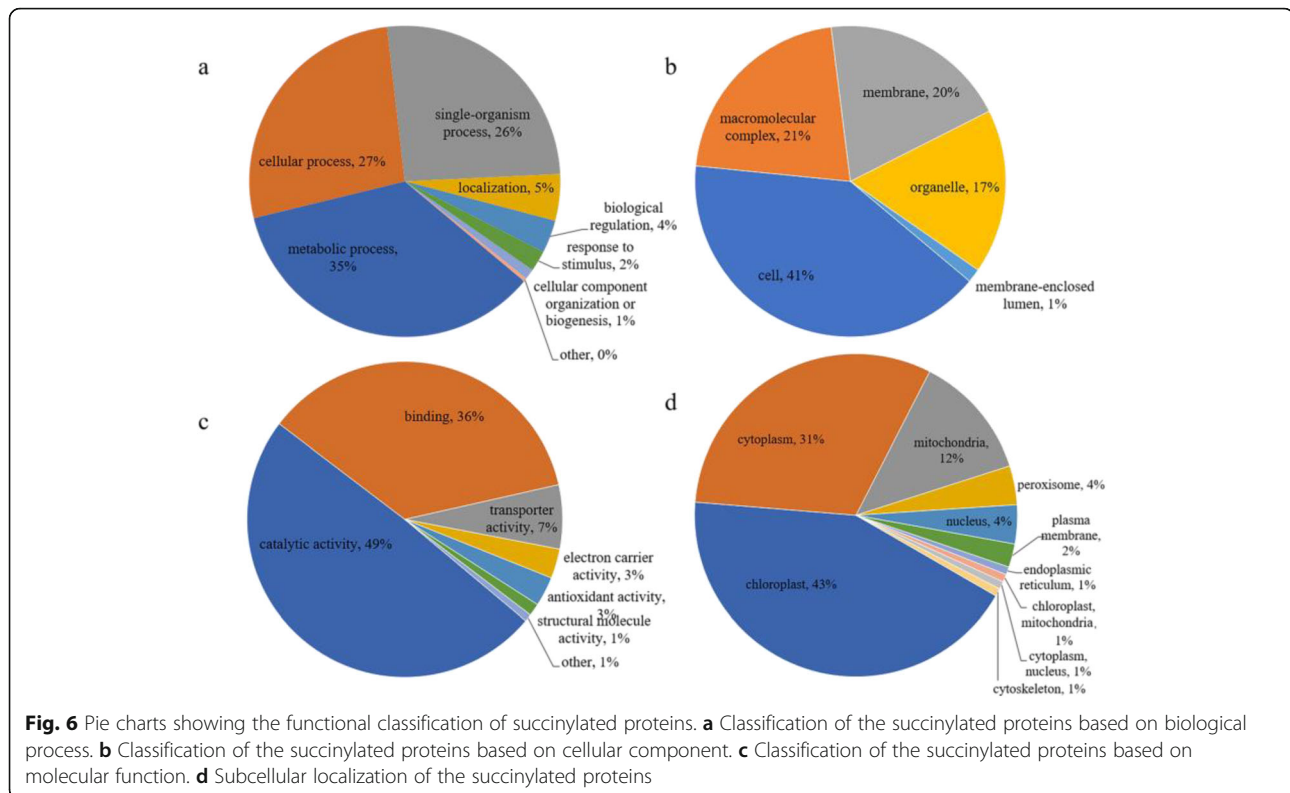 a
single-organism
process, 26%
cellular process, 27%
localization, 5%
biological
regulation, 4%
metabolic process,
35%
response to
stimulus, 2%
cellular component
organization or
biogenesis, 1%
other, 0%
b
membrane, 20%
macromolecular
complex, 21%
organelle, 17%
cell, 41%
membrane-enclosed
lumen, 1%
c
binding, 36%
transporter
activity, 7%
catalytic activity, 49%
electron carrier
activity, 3%
antioxidant activity,
3%
structural molecule
activity, 1%
other, 1%
d
cytoplasm, 31%
mitochondria,
12%
peroxisome, 4%
nucleus, 4%
plasma
membrane,
2%
chloroplast, 43%
endoplasmic
reticulum, 1%
chloroplast,
mitochondria,
1%
cytoplasm,
nucleus, 1%
cytoskeleton, 1%
Fig. 6 Pie charts showing the functional classification of succinylated proteins. a Classification of the succinylated proteins based on biological
process. b Classification of the succinylated proteins based on cellular component. c Classification of the succinylated proteins based on
molecular function. d Subcellular localization of the succinylated proteins